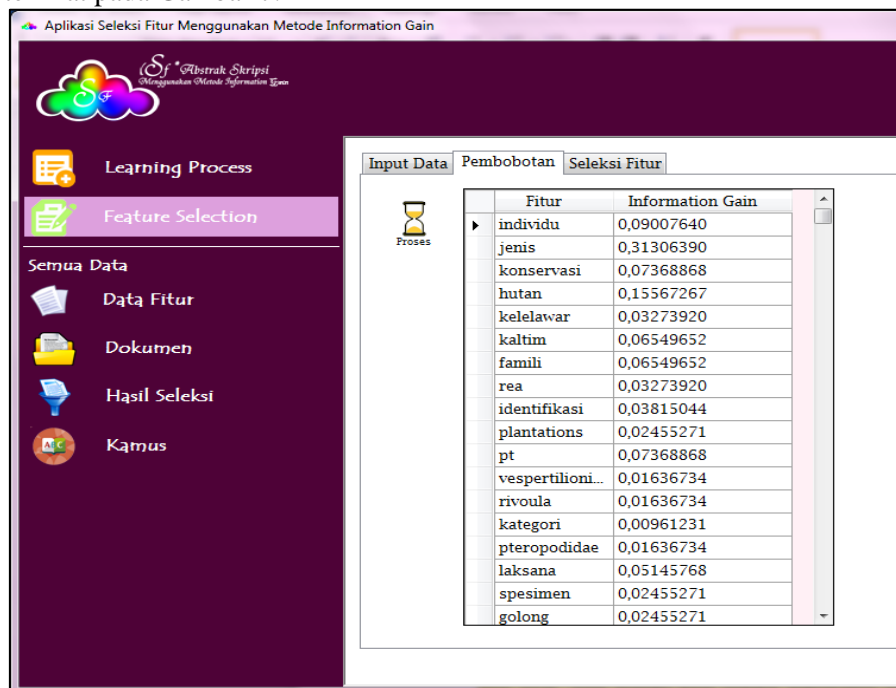 Aplikasi Seleksi Fitur Menggunakan Metode Information Gain
Sf Abstrak Skripsi
Menggunakan Metode Information Gain
Learning Process
Feature Selection
Semua Data
Data Fitur
Dokumen
Hasil Seleksi
ABC
Kamus
Input Data Pembobotan Seleksi Fitur
Proses
Fitur Information Gain
individu 0,09007640
jenis 0,31306390
konservasi 0,07368868
hutan 0,15567267
kelelawar 0,03273920
kaltim 0,06549652
famili 0,06549652
rea 0,03273920
identifikasi 0,03815044
plantations 0,02455271
pt 0,07368868
vespertilioni... 0,01636734
rivoula 0,01636734
kategori 0,00961231
pteropodidae 0,01636734
laksana 0,05145768
spesimen 0,02455271
golong 0,02455271